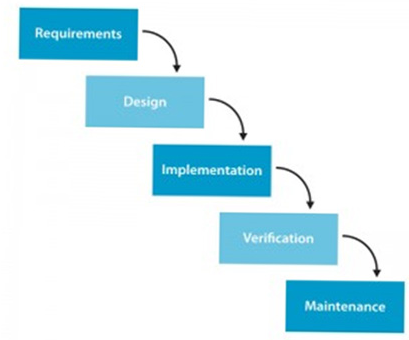 Requirements
Design
Implementation
Verification
Maintenance